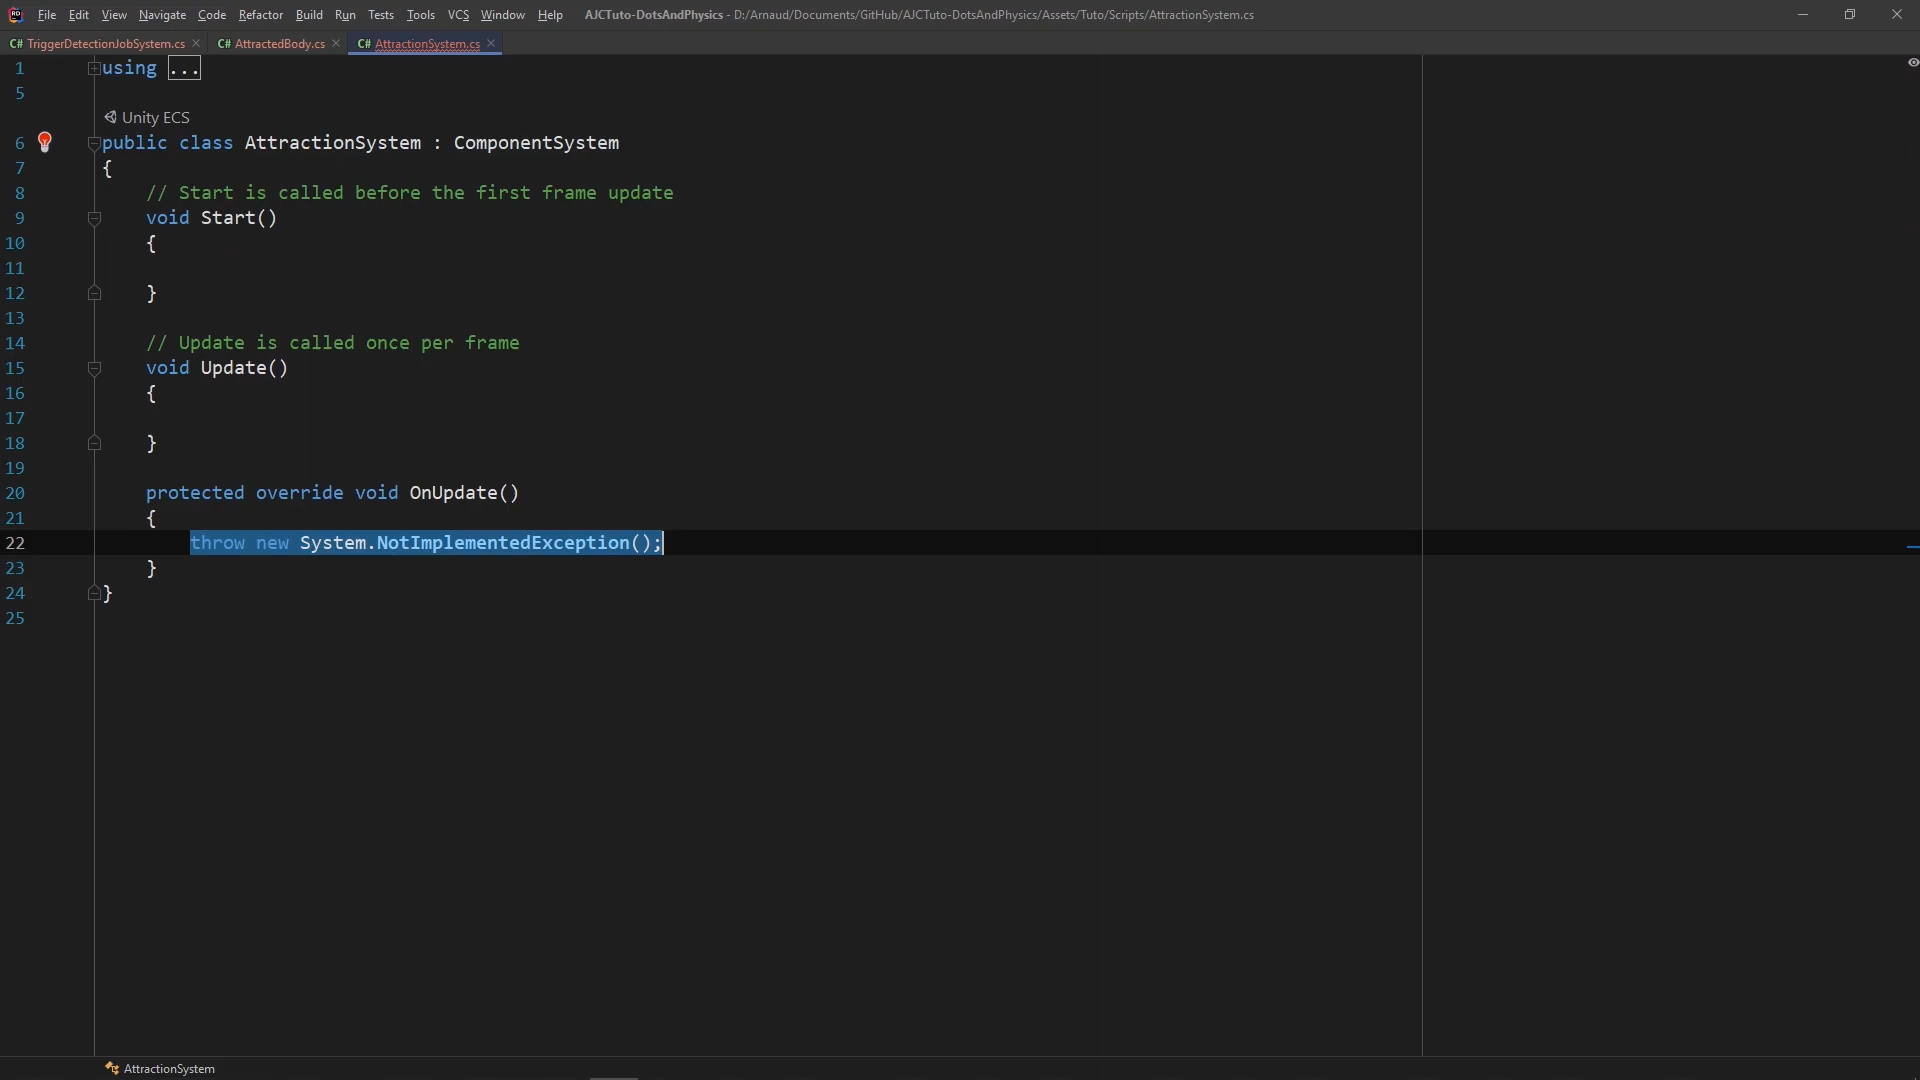 File Edit View Navigate Code Refactor Build Run Tests Tools VCS Window Help AJCTuto-DotsAndPhysics - D:/Arnaud/Documents/GitHub/AJCTuto-DotsAndPhysics/Assets/Tuto/Scripts/AttractionSystem.cs
C# TriggerDetectionJobSystem.cs C# AttractedBody.cs C# AttractionSystem.cs
1 using ...
5
Unity ECS
6 public class AttractionSystem : ComponentSystem
7 {
8 // Start is called before the first frame update
9 void Start()
10 {
11
12 }
13
14 // Update is called once per frame
15 void Update()
16 {
17
18 }
19
20 protected override void OnUpdate()
21 {
22 throw new System.NotImplementedException();
23 }
24 }
25
AttractionSystem